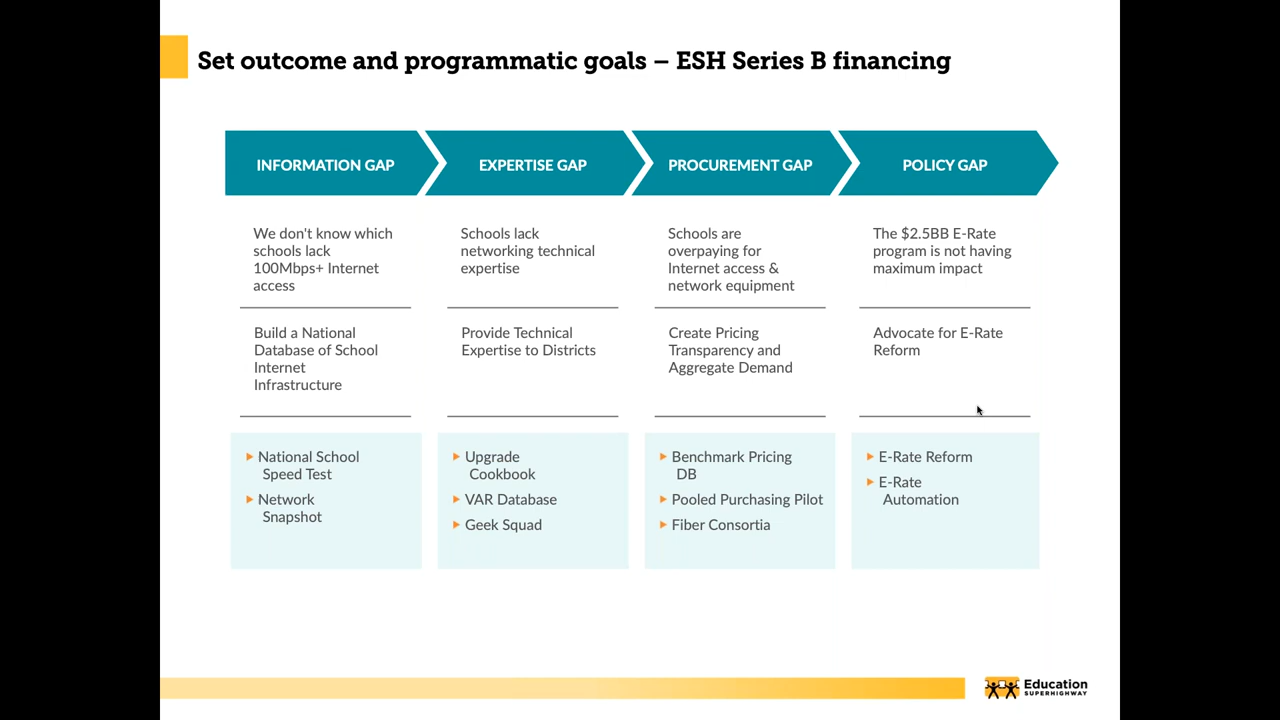 Set outcome and programmatic goals – ESH Series B financing
INFORMATION GAP
EXPERTISE GAP
PROCUREMENT GAP
POLICY GAP
We don't know which
schools lack
100Mbps+ Internet
access
Schools lack
networking technical
expertise
Schools are
overpaying for
Internet access &
network equipment
The $2.5BB E-Rate
program is not having
maximum impact
Build a National
Database of School
Internet
Infrastructure
Provide Technical
Expertise to Districts
Create Pricing
Transparency and
Aggregate Demand
Advocate for E-Rate
Reform
National School
Speed Test
Network
Snapshot
Upgrade
Cookbook
VAR Database
Geek Squad
Benchmark Pricing
DB
Pooled Purchasing Pilot
Fiber Consortia
E-Rate Reform
E-Rate
Automation
Education
SUPERHIGHWAY